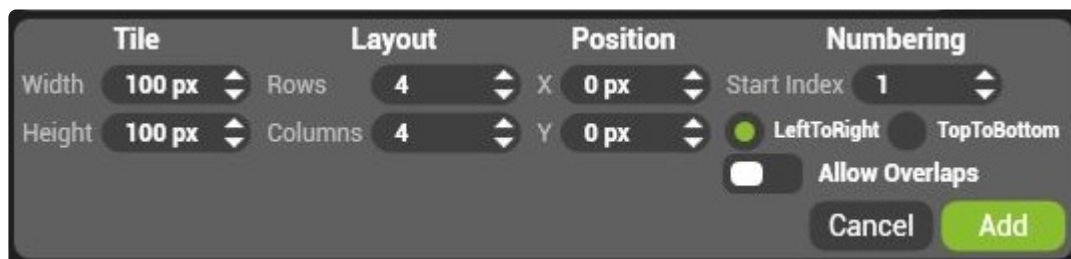 Tile Layout Position Numbering
Width 100 px Rows 4 X 0 px Start Index 1
Height 100 px Columns 4 Y 0 px LeftToRight TopToBottom
Allow Overlaps
Cancel Add